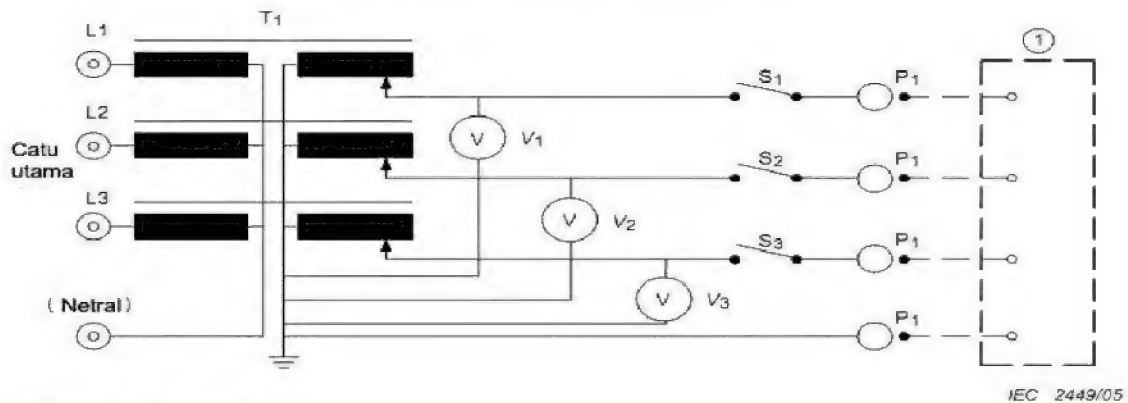 T1
L1
1
S1
P1
L2
V
V1
Catu
utama
S2
P1
L3
V
V2
S3
P1
( Netral)
V
V3
P1
IEC 2449/05